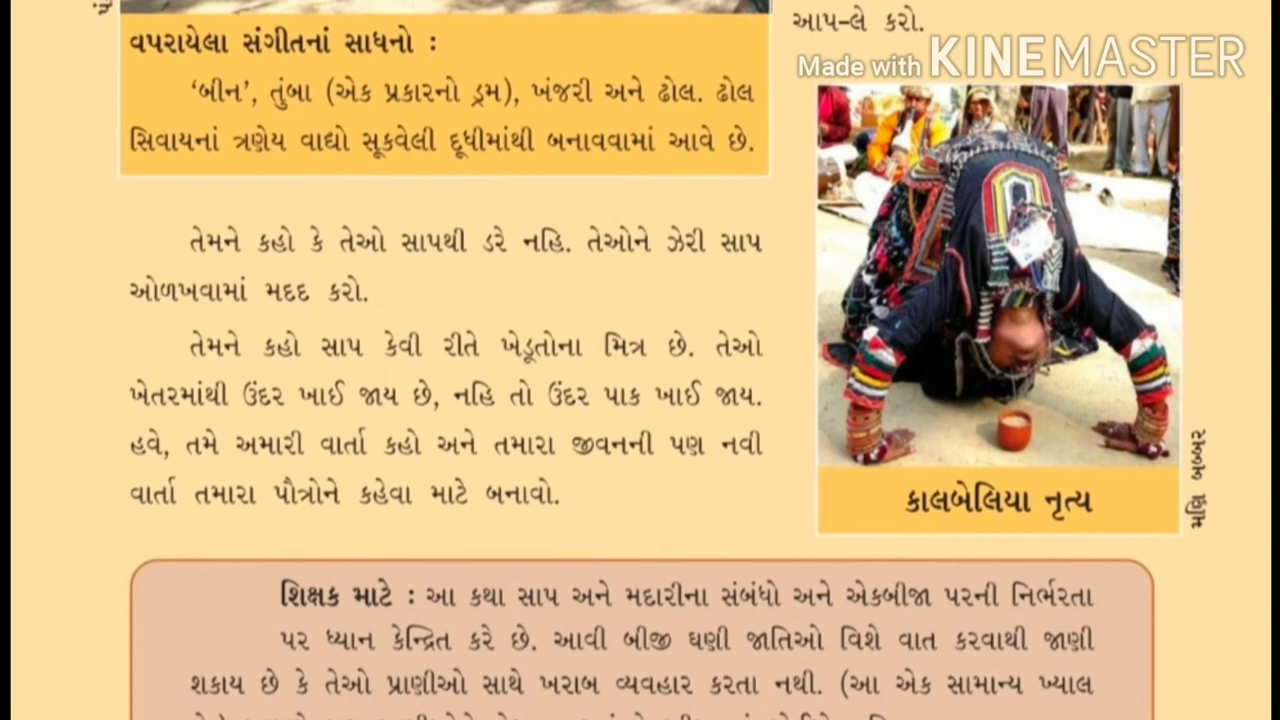 વપરાયેલા સંગીતનાં સાધનો :
‘બીન’, તુંબા (એક પ્રકારનો ડ્રમ), ખંજરી અને ઢોલ. ઢોલ
સિવાયનાં ત્રણેય વાદ્યો સૂકવેલી દૂધીમાંથી બનાવવામાં આવે છે.
તેમને કહો કે તેઓ સાપથી ડરે નહિ. તેઓને ઝેરી સાપ
ઓળખવામાં મદદ કરો.
તેમને કહો સાપ કેવી રીતે ખેડૂતોના મિત્ર છે. તેઓ
ખેતરમાંથી ઉંદર ખાઈ જાય છે, નહિ તો ઉંદર પાક ખાઈ જાય.
હવે, તમે અમારી વાર્તા કહો અને તમારા જીવનની પણ નવી
વાર્તા તમારા પૌત્રોને કહેવા માટે બનાવો.
આપ-લે કરો.
Made with KINEMASTER
કાલબેલિયા નૃત્ય
મણિ બબ્બર
શિક્ષક માટે : આ કથા સાપ અને મદારીના સંબંધો અને એકબીજા પરની નિર્ભરતા
પર ધ્યાન કેન્દ્રિત કરે છે. આવી બીજી ઘણી જાતિઓ વિશે વાત કરવાથી જાણી
શકાય છે કે તેઓ પ્રાણીઓ સાથે ખરાબ વ્યવહાર કરતા નથી. (આ એક સામાન્ય ખ્યાલ